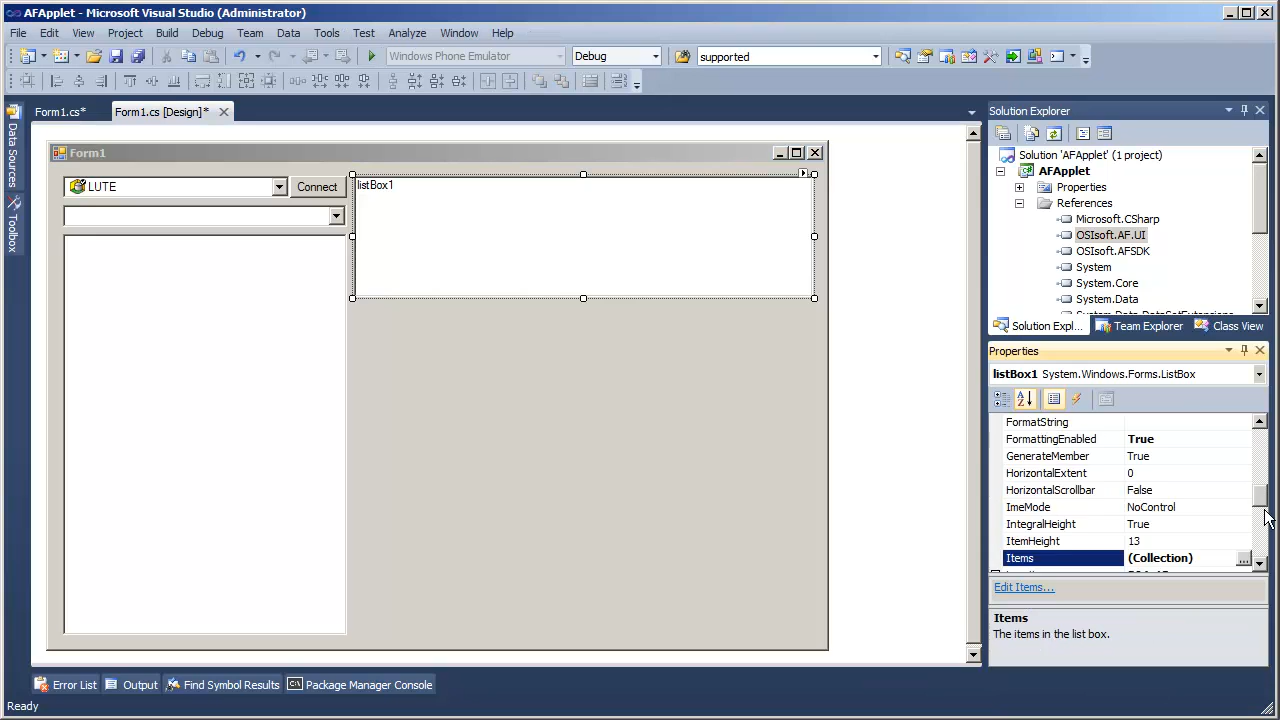 AFApplet - Microsoft Visual Studio (Administrator)
File Edit View Project Build Debug Team Data Tools Test Analyze Window Help
Windows Phone Emulator Debug supported
Form1.cs* Form1.cs [Design]*
Data Sources
Toolbox
Form1
LUTE Connect
listBox1
Solution Explorer
Solution 'AFApplet' (1 project)
AFApplet
Properties
References
Microsoft.CSharp
OSIsoft.AF.UI
OSIsoft.AFSDK
System
System.Core
System.Data
System.Data.DataSetExtensions
Solution Expl... Team Explorer Class View
Properties
listBox1 System.Windows.Forms.ListBox
FormatString
FormattingEnabled True
GenerateMember True
HorizontalExtent 0
HorizontalScrollbar False
ImeMode NoControl
IntegralHeight True
ItemHeight 13
Items (Collection) ...
Edit Items...
Items
The items in the list box.
Error List Output Find Symbol Results Package Manager Console
Ready